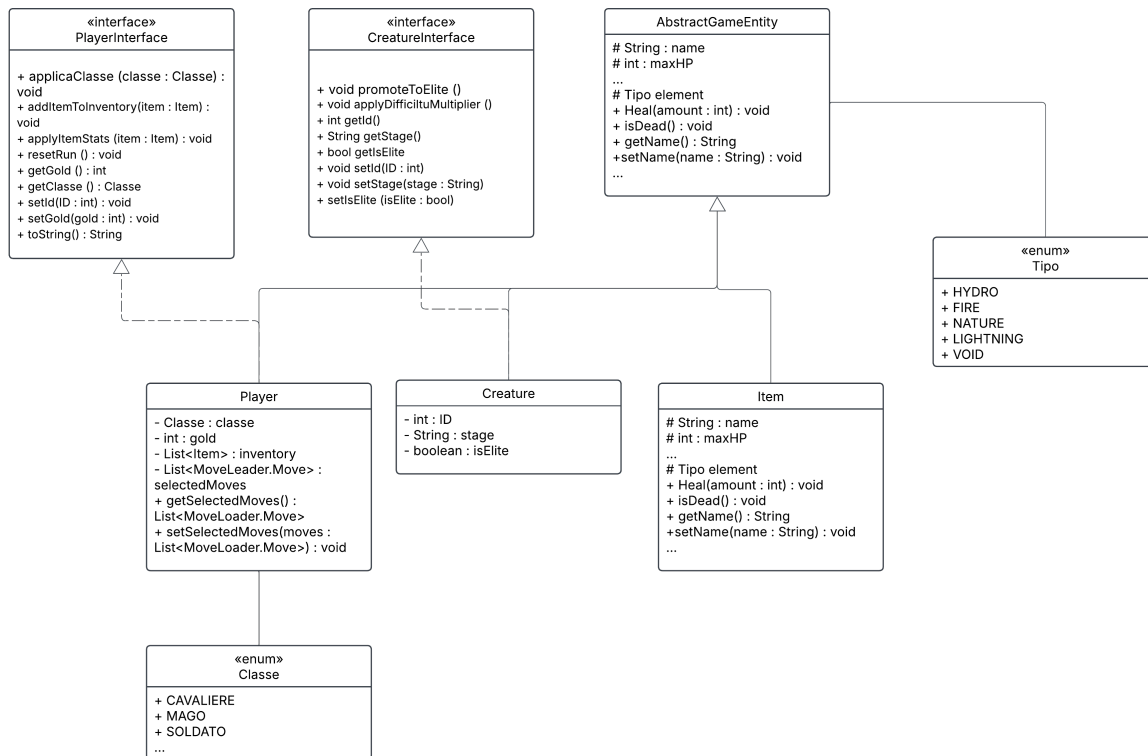 «interface»
PlayerInterface
+ applicaClasse (classe : Classe) :
void
+ addItemToInventory(item : Item) :
void
+ applyItemStats (item : Item) : void
+ resetRun () : void
+ getGold () : int
+ getClasse () : Classe
+ setId(ID : int) : void
+ setGold(gold : int) : void
+ toString() : String
«interface»
CreatureInterface
+ void promoteToElite ()
+ void applyDifficiltuMultiplier ()
+ int getId()
+ String getStage()
+ bool getIsElite
+ void setId(ID : int)
+ void setStage(stage : String)
+ setIsElite (isElite : bool)
AbstractGameEntity
# String : name
# int : maxHP
...
# Tipo element
+ Heal(amount : int) : void
+ isDead() : void
+ getName() : String
+setName(name : String) : void
...
«enum»
Tipo
+ HYDRO
+ FIRE
+ NATURE
+ LIGHTNING
+ VOID
Player
- Classe : classe
- int : gold
- List<Item> : inventory
- List<MoveLeader.Move> :
selectedMoves
+ getSelectedMoves() :
List<MoveLoader.Move>
+ setSelectedMoves(moves :
List<MoveLoader.Move>) : void
Creature
- int : ID
- String : stage
- boolean : isElite
Item
# String : name
# int : maxHP
...
# Tipo element
+ Heal(amount : int) : void
+ isDead() : void
+ getName() : String
+setName(name : String) : void
...
«enum»
Classe
+ CAVALIERE
+ MAGO
+ SOLDATO
...